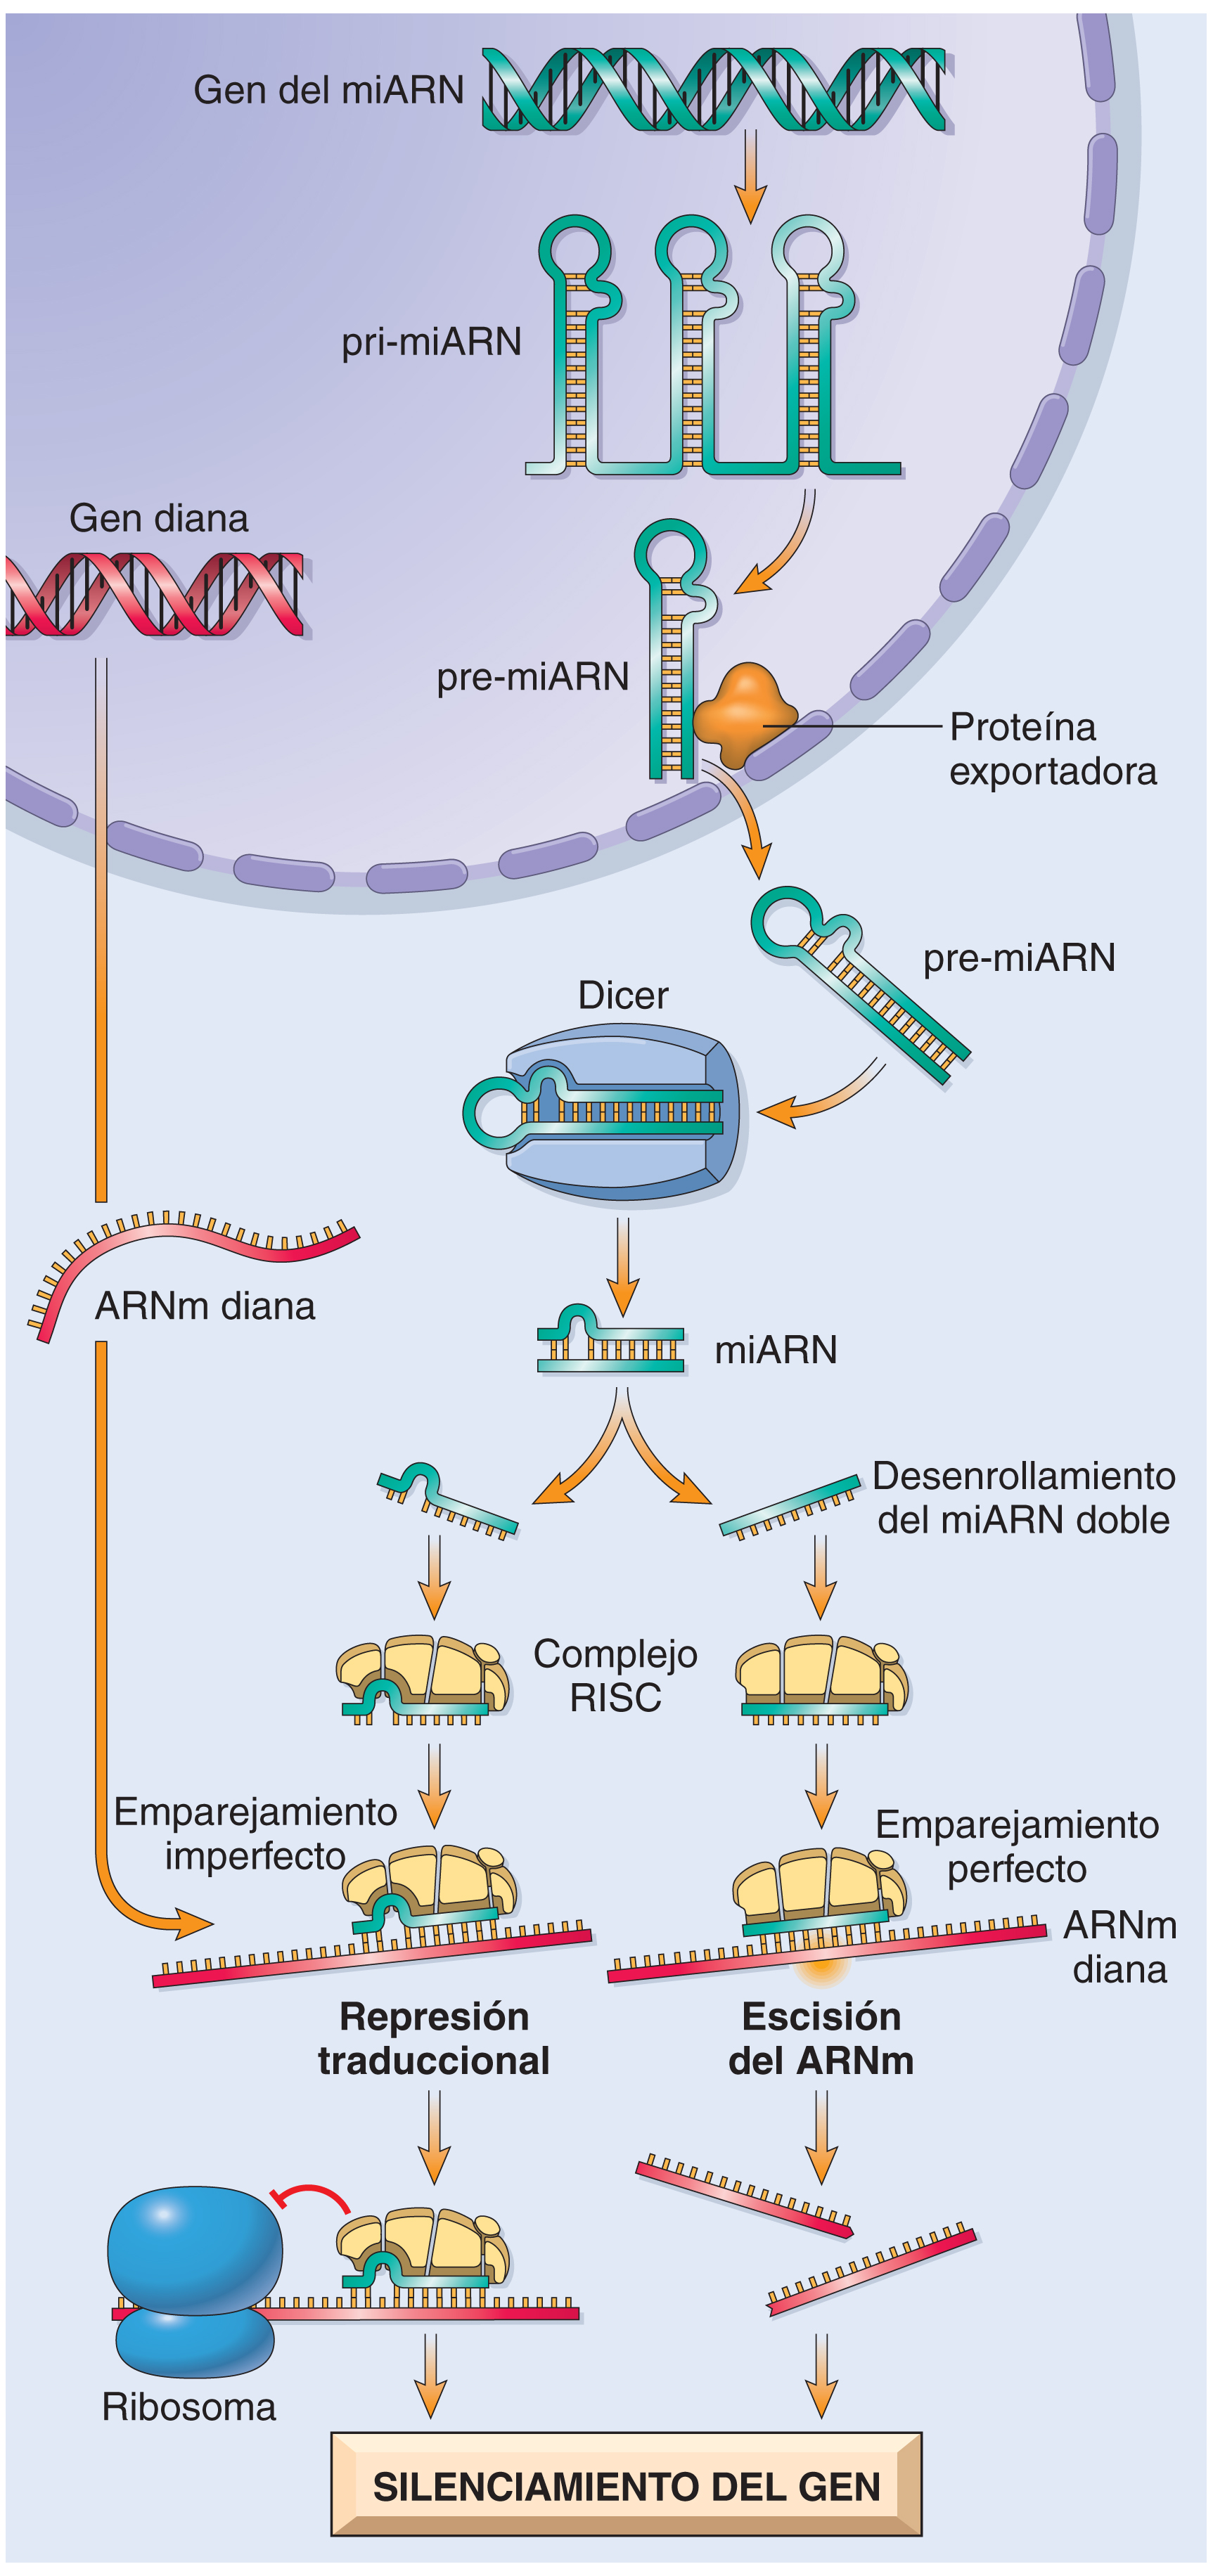 Gen del miARN
pri-miARN
Gen diana
pre-miARN
Proteína
exportadora
pre-miARN
Dicer
ARNm diana
miARN
Desenrollamiento
del miARN doble
Complejo
RISC
Emparejamiento
imperfecto
Emparejamiento
perfecto
ARNm
diana
Represión
traduccional
Escisión
del ARNm
Ribosoma
SILENCIAMIENTO DEL GEN